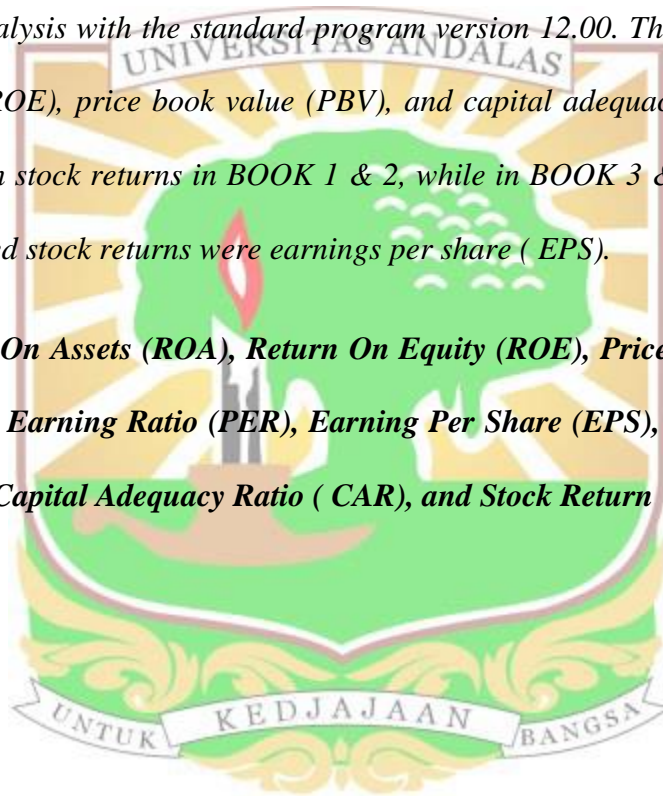 alysis with the standard program version 12.00. Th
UNIVERSITAS ANDALAS
ROE), price book value (PBV), and capital adequac
n stock returns in BOOK 1 & 2, while in BOOK 3 &
ed stock returns were earnings per share ( EPS).
On Assets (ROA), Return On Equity (ROE), Price
Earning Ratio (PER), Earning Per Share (EPS),
Capital Adequacy Ratio ( CAR), and Stock Return
UNTUK KEDJAJAAN BANGSA